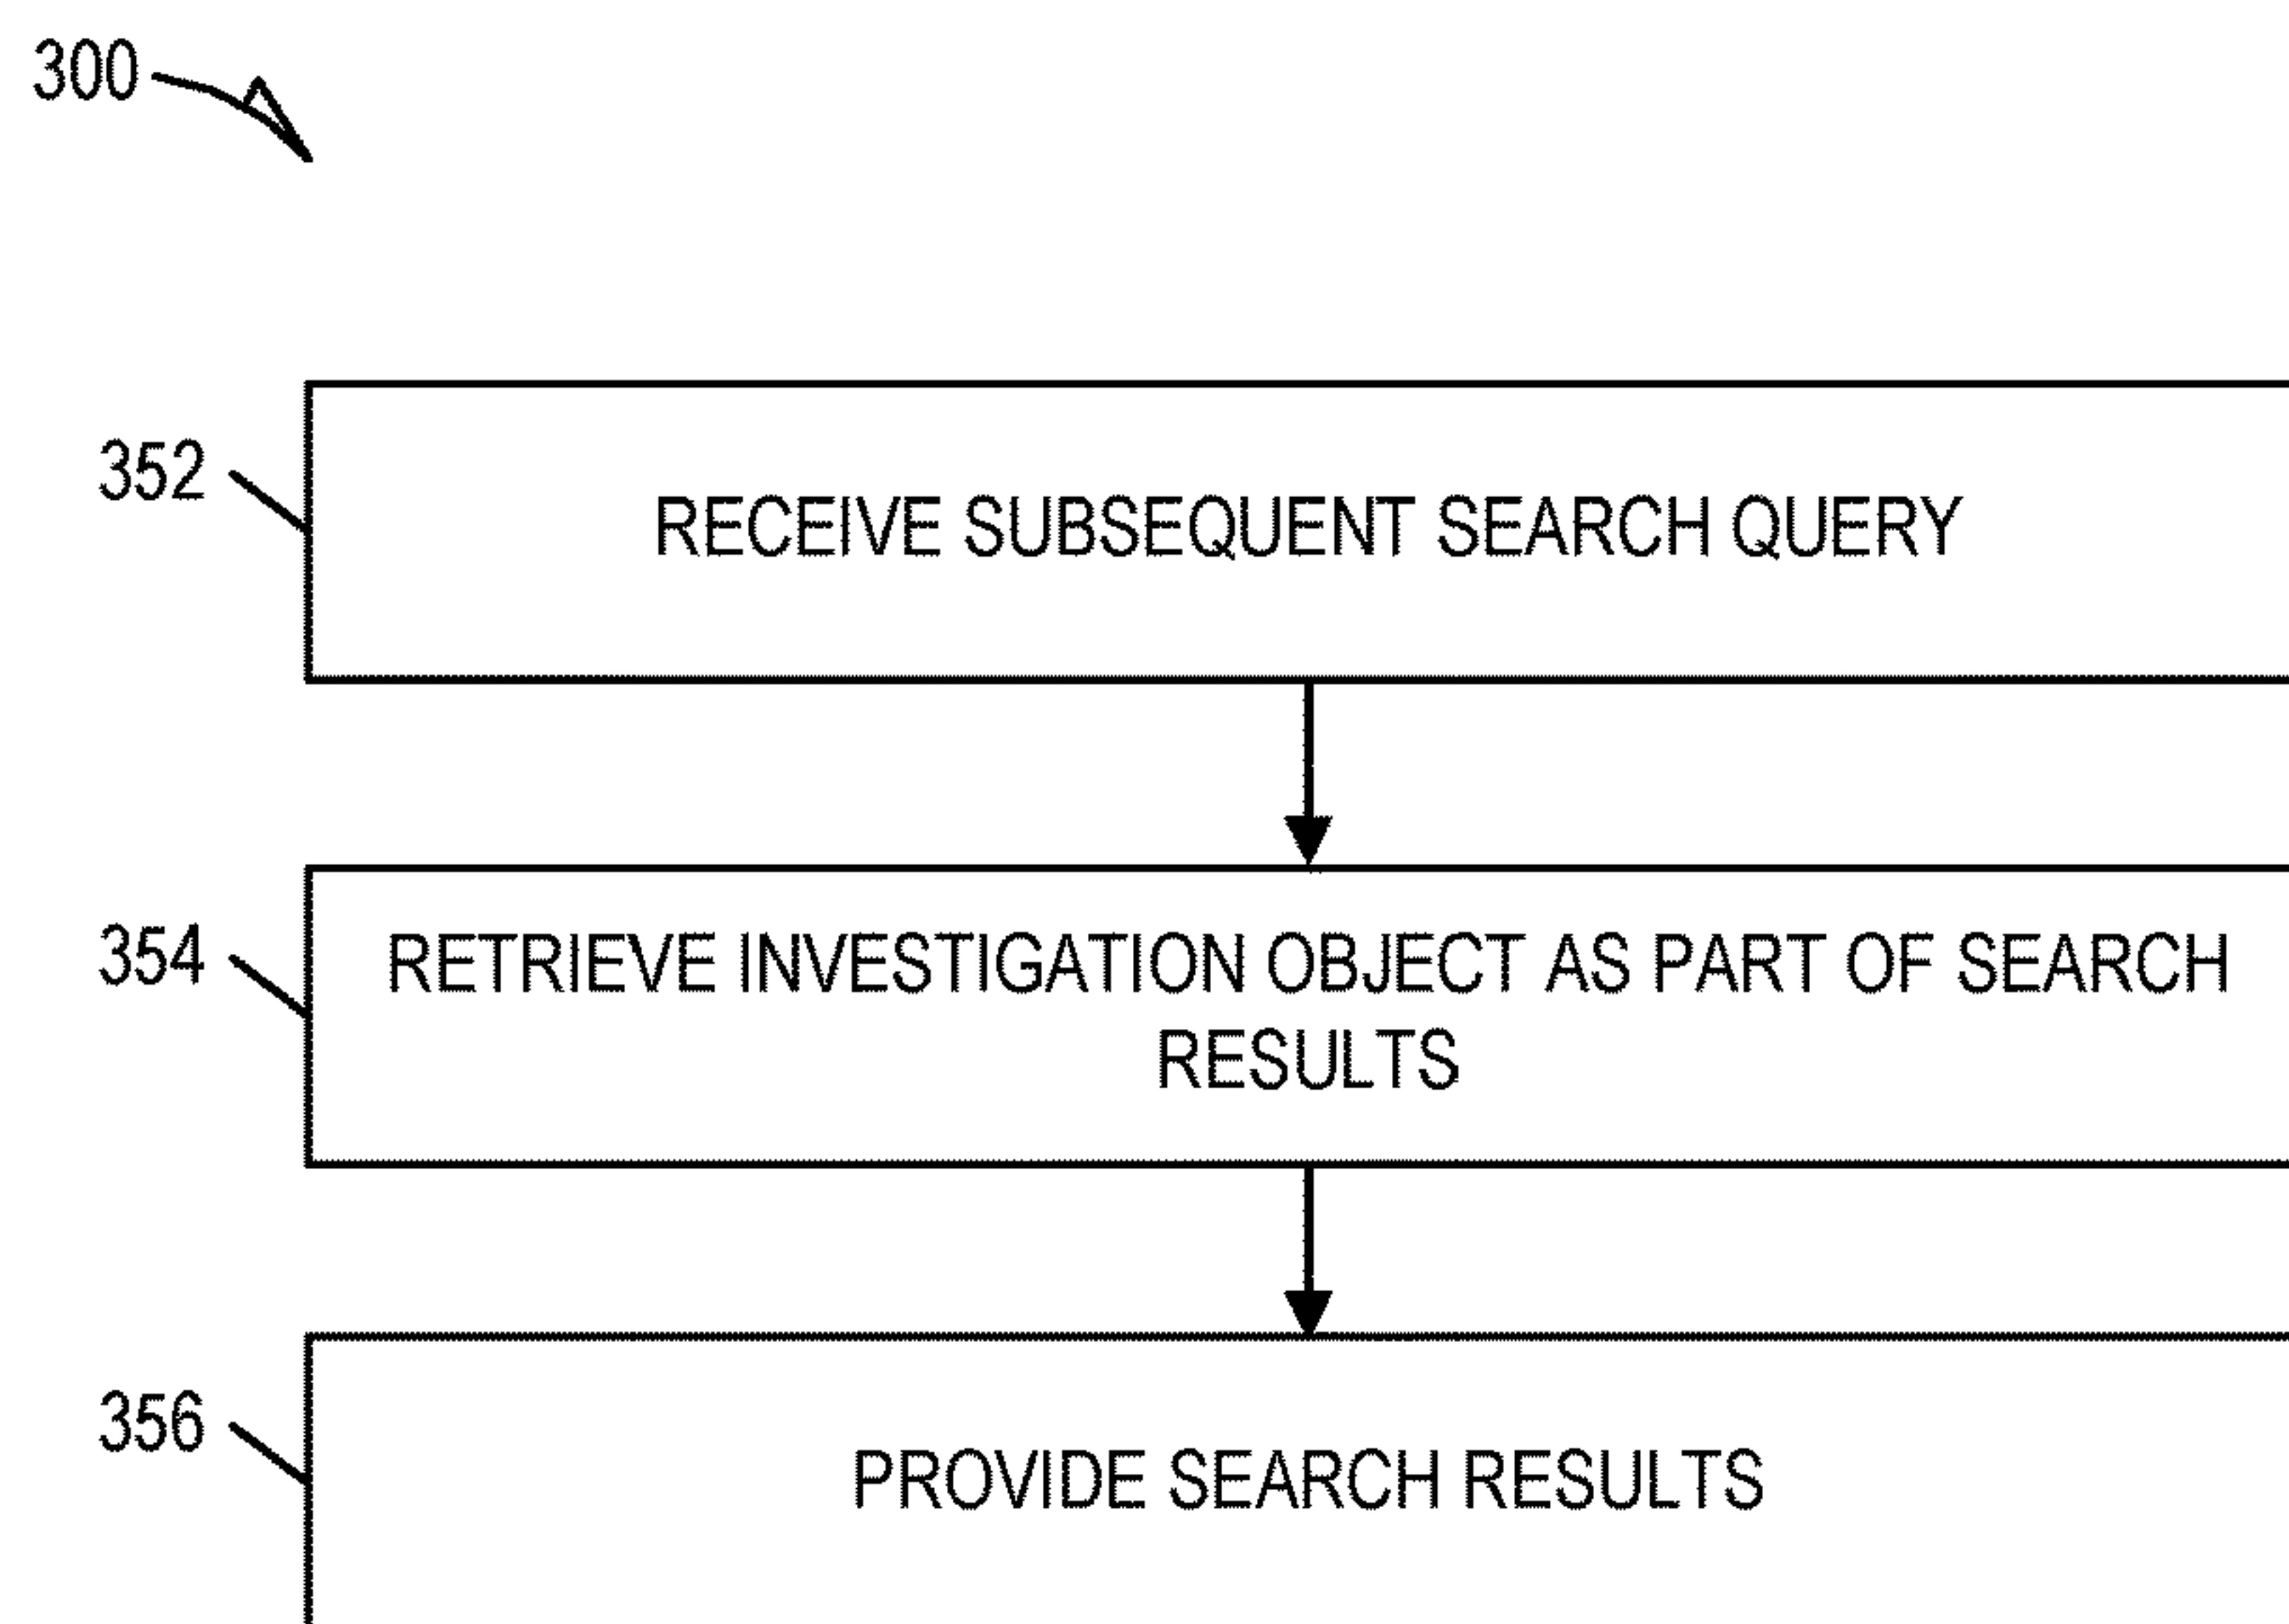 300
352
RECEIVE SUBSEQUENT SEARCH QUERY
354
RETRIEVE INVESTIGATION OBJECT AS PART OF SEARCH
RESULTS
356
PROVIDE SEARCH RESULTS